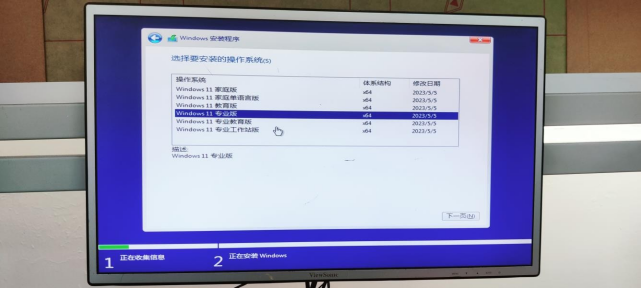 Windows 安装程序
选择要安装的操作系统(S)
操作系统 体系结构 修改日期
Windows 11 家庭版 x64 2023/5/5
Windows 11 家庭单语言版 x64 2023/5/5
Windows 11 教育版 x64 2023/5/5
Windows 11 专业版 x64 2023/5/5
Windows 11 专业教育版 x64 2023/5/5
Windows 11 专业工作站版 x64 2023/5/5
描述:
Windows 11 专业版
下一页(N)
1 正在收集信息 2 正在安装 Windows
ViewSonic